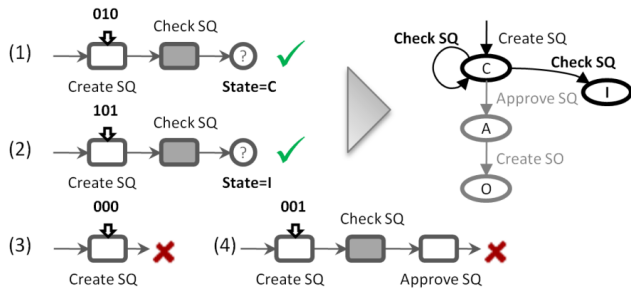 010
Check SQ
(1)
?
Create SQ
State=C
101
Check SQ
(2)
?
Create SQ
State=I
000
(3)
Create SQ
001
Check SQ
(4)
Create SQ
Approve SQ
Create SQ
Check SQ
C
Check SQ
I
Approve SQ
A
Create SO
O